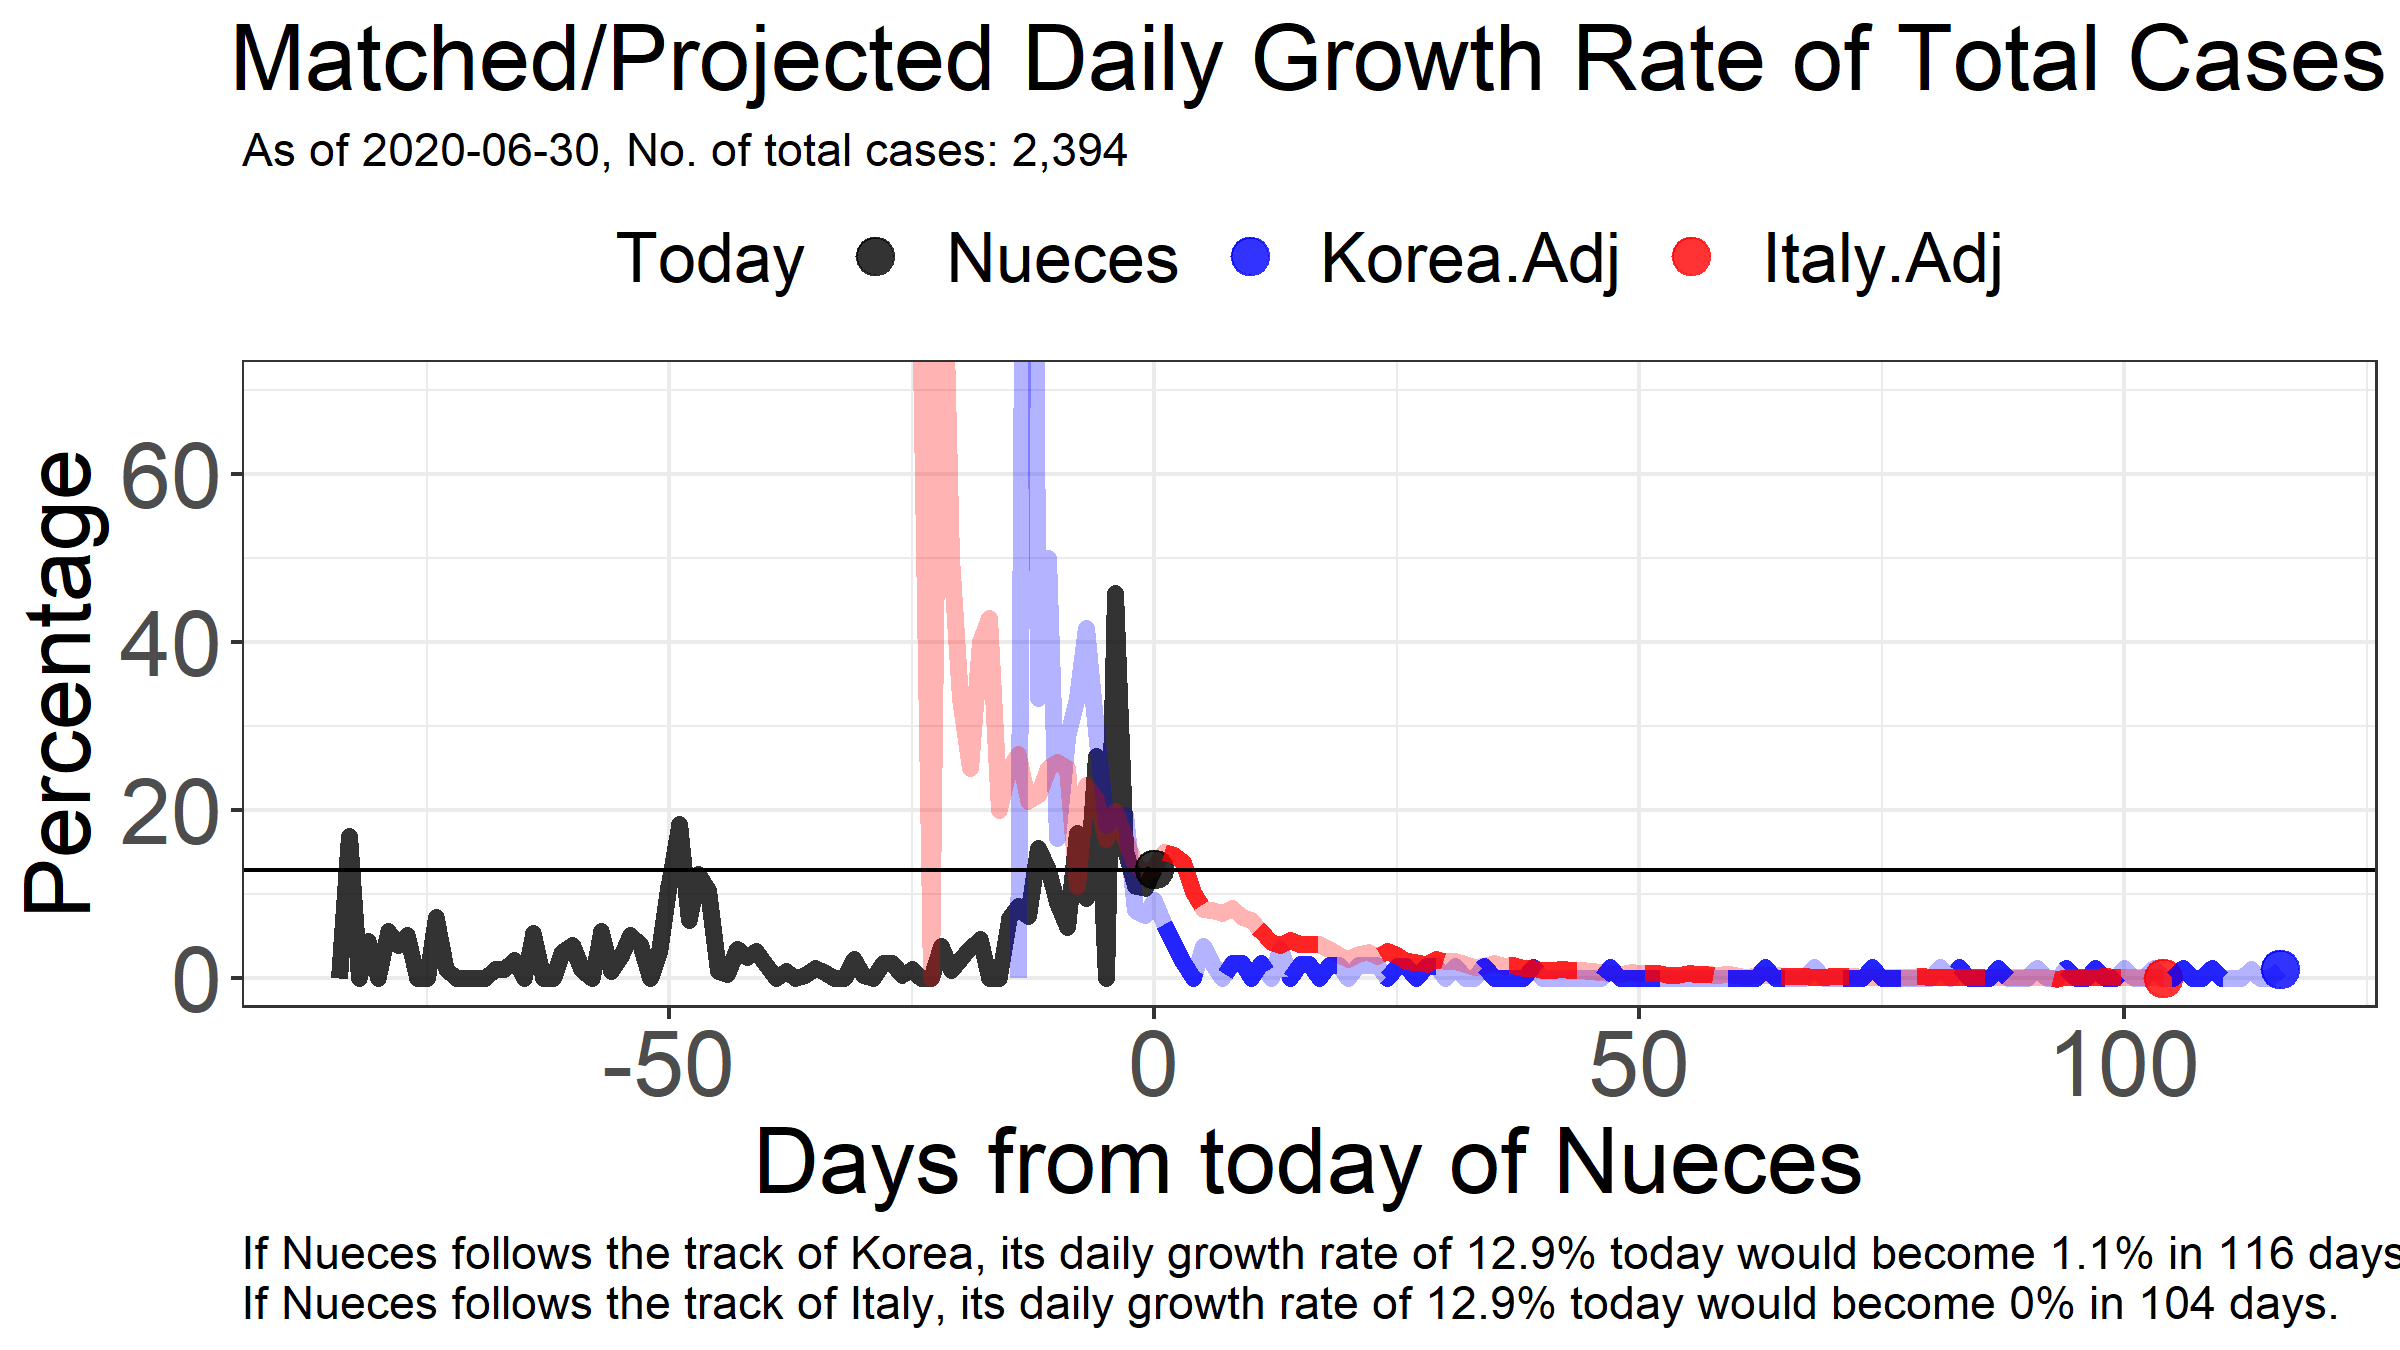 Matched/Projected Daily Growth Rate of Total Cases
As of 2020-06-30, No. of total cases: 2,394
Today Nueces Korea.Adj Italy.Adj
Percentage
60
40
20
0
-50 0 50 100
Days from today of Nueces
If Nueces follows the track of Korea, its daily growth rate of 12.9% today would become 1.1% in 116 days
If Nueces follows the track of Italy, its daily growth rate of 12.9% today would become 0% in 104 days.